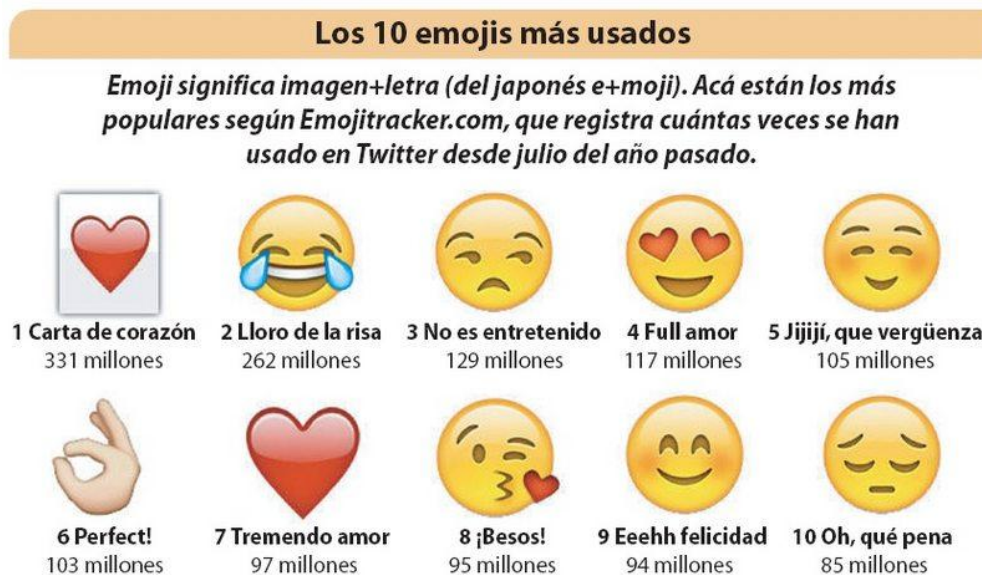 Los 10 emojis más usados
Emoji significa imagen+letra (del japonés e+moji). Acá están los más
populares según Emojitracker.com, que registra cuántas veces se han
usado en Twitter desde julio del año pasado.
1 Carta de corazón
331 millones
2 Lloro de la risa
262 millones
3 No es entretenido
129 millones
4 Full amor
117 millones
5 Jijijí, que vergüenza
105 millones
6 Perfect!
103 millones
7 Tremendo amor
97 millones
8 ¡Besos!
95 millones
9 Eeehh felicidad
94 millones
10 Oh, qué pena
85 millones